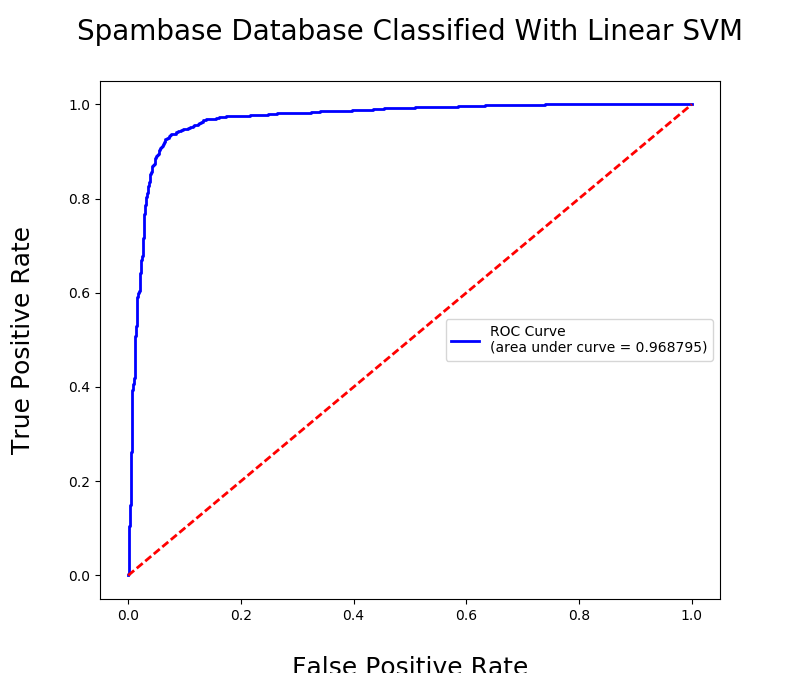 Spambase Database Classified With Linear SVM
True Positive Rate
1.0
0.8
0.6
0.4
0.2
0.0
ROC Curve
(area under curve = 0.968795)
0.0 0.2 0.4 0.6 0.8 1.0
False Positive Rate